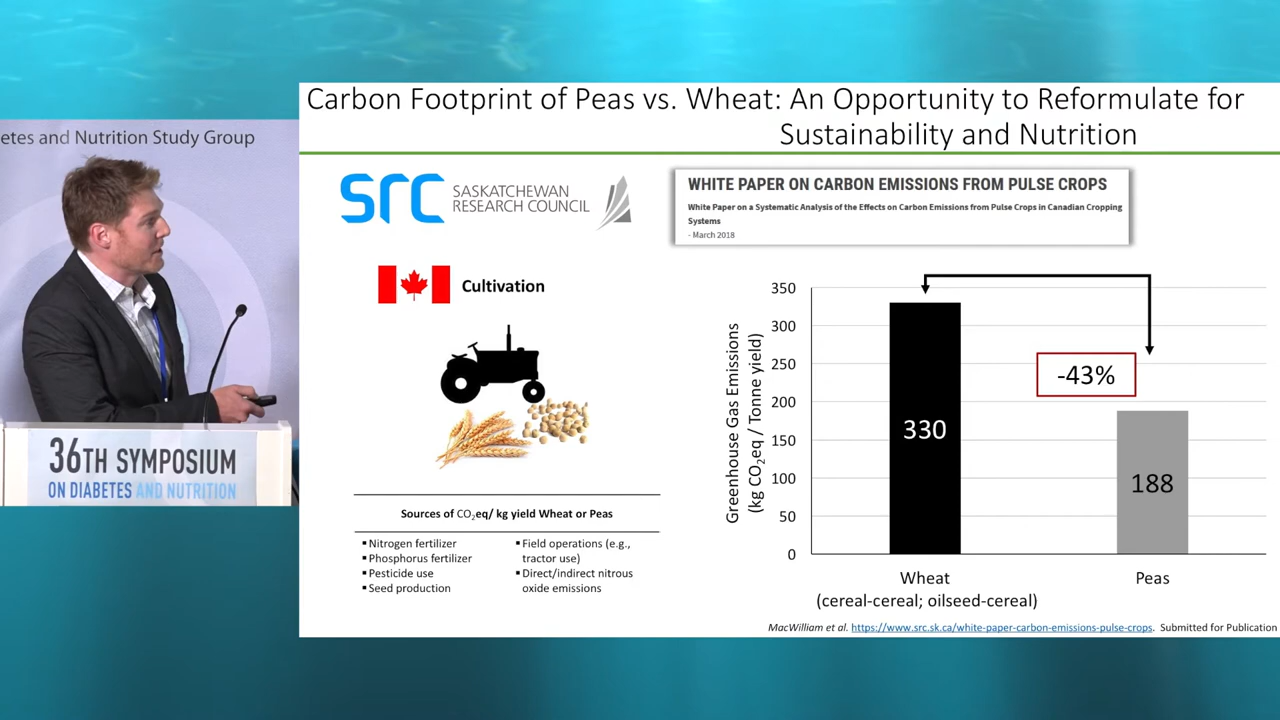 etes and Nutrition Study Group
36TH SYMPOSIUM
ON DIABETES AND NUTRITION
Carbon Footprint of Peas vs. Wheat: An Opportunity to Reformulate for
Sustainability and Nutrition
src SASKATCHEWAN
RESEARCH COUNCIL
WHITE PAPER ON CARBON EMISSIONS FROM PULSE CROPS
White Paper on a Systematic Analysis of the Effects on Carbon Emissions from Pulse Crops in Canadian Cropping
Systems
- March 2018
Cultivation
Sources of CO₂eq/ kg yield Wheat or Peas
▪ Nitrogen fertilizer
▪ Phosphorus fertilizer
▪ Pesticide use
▪ Seed production
▪ Field operations (e.g.,
tractor use)
▪ Direct/indirect nitrous
oxide emissions
Greenhouse Gas Emissions
(kg CO₂eq / Tonne yield)
350
300
250
200
150
100
50
0
330
-43%
188
Wheat
(cereal-cereal; oilseed-cereal)
Peas
MacWilliam et al. https://www.src.sk.ca/white-paper-carbon-emissions-pulse-crops. Submitted for Publication